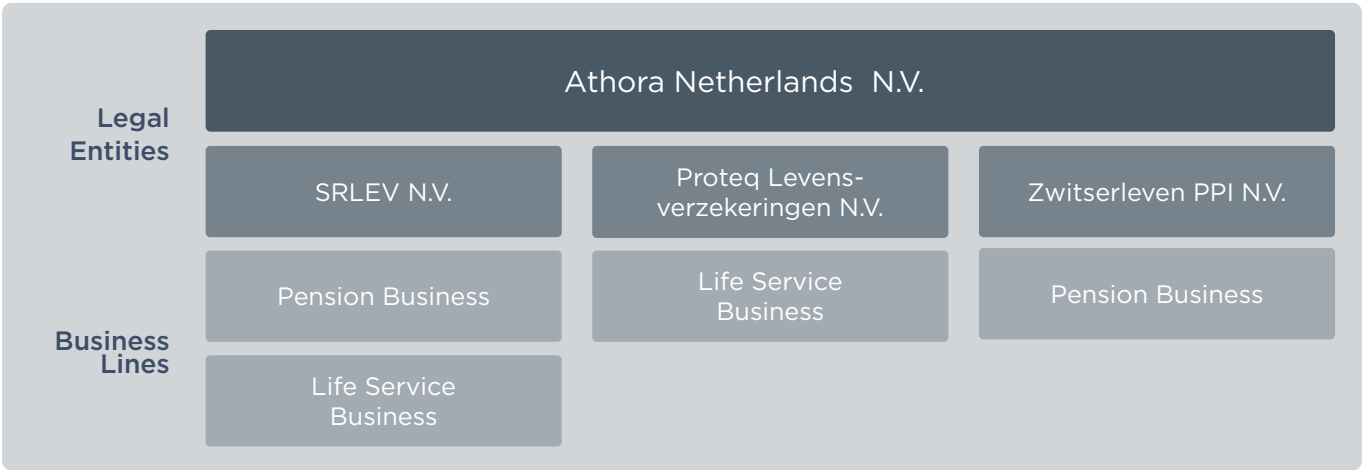 Athora Netherlands N.V.
Legal
Entities
SRLEV N.V.
Proteq Levens-
verzekeringen N.V.
Zwitserleven PPI N.V.
Pension Business
Life Service
Business
Pension Business
Business
Lines
Life Service
Business